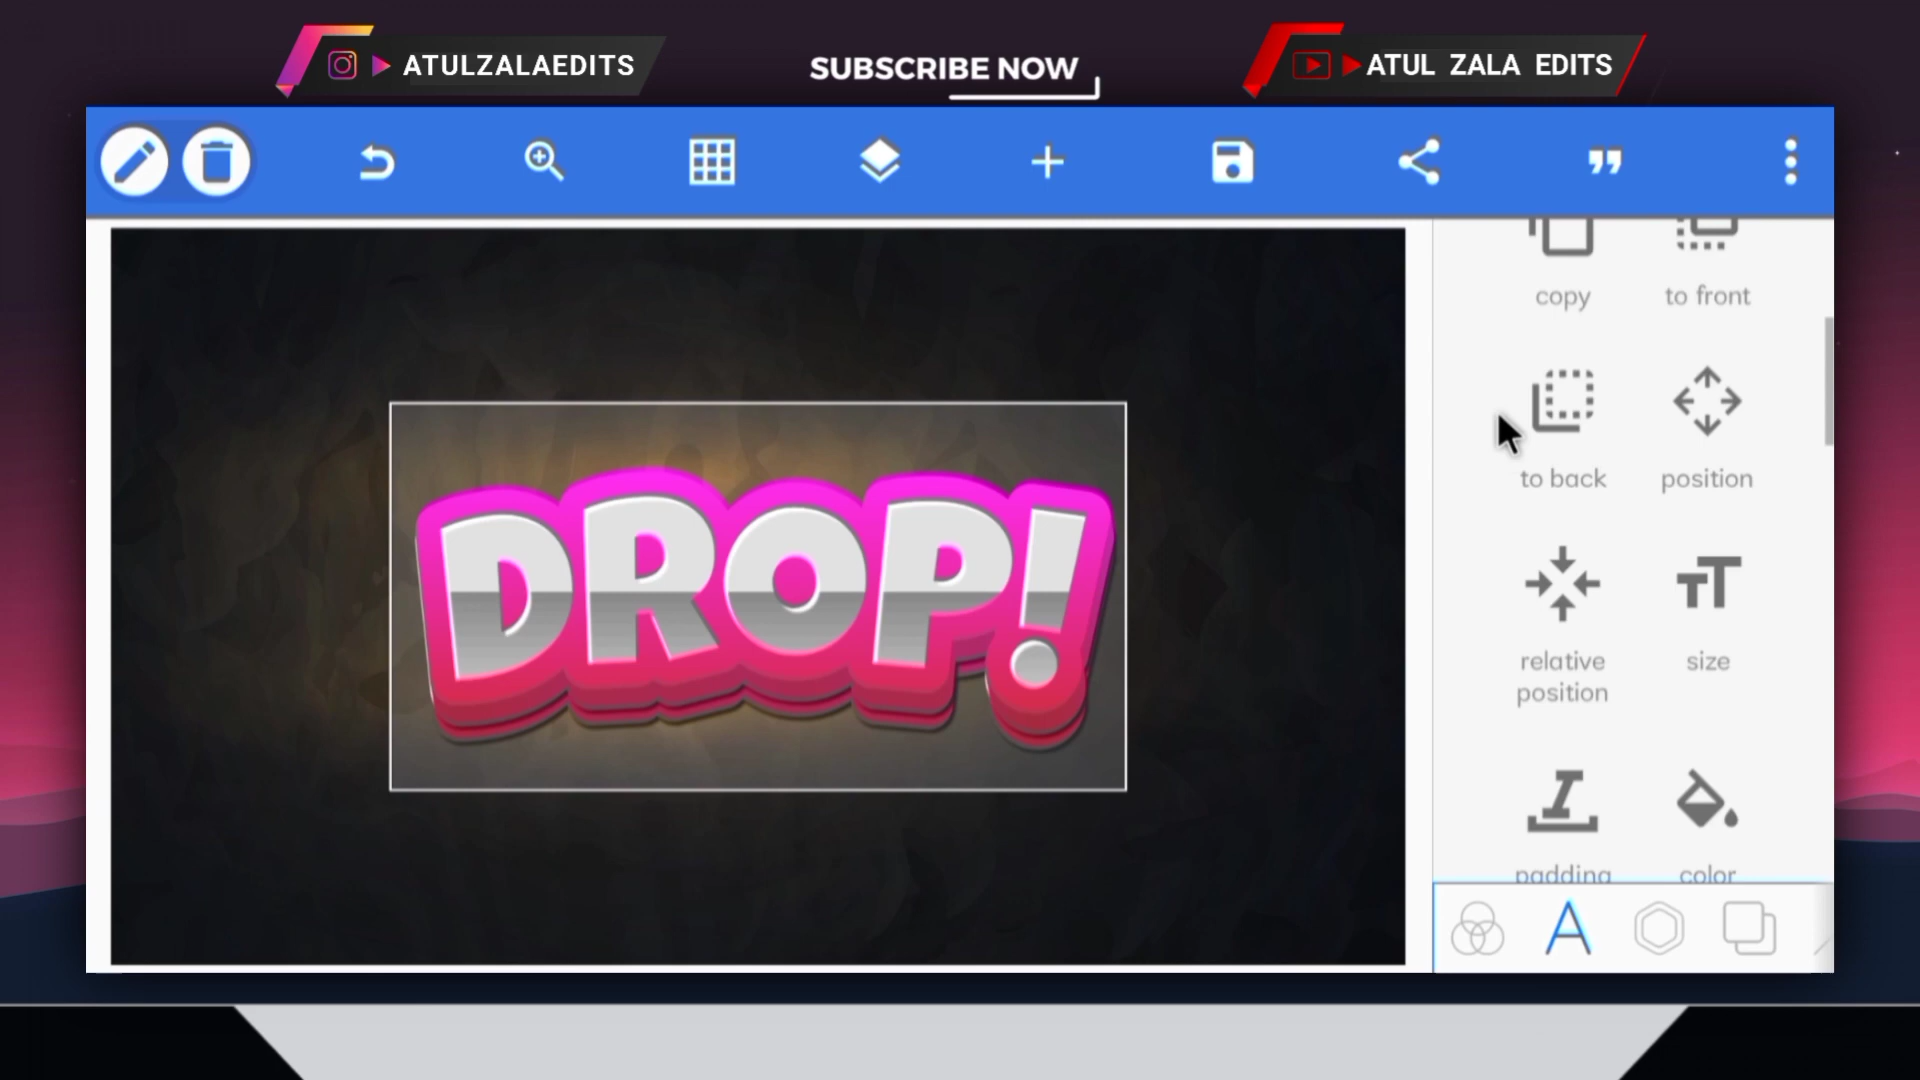 ATULZALAEDITS
SUBSCRIBE NOW
ATUL ZALA EDITS
copy
to front
to back
position
relative
position
size
padding
color
DROP!